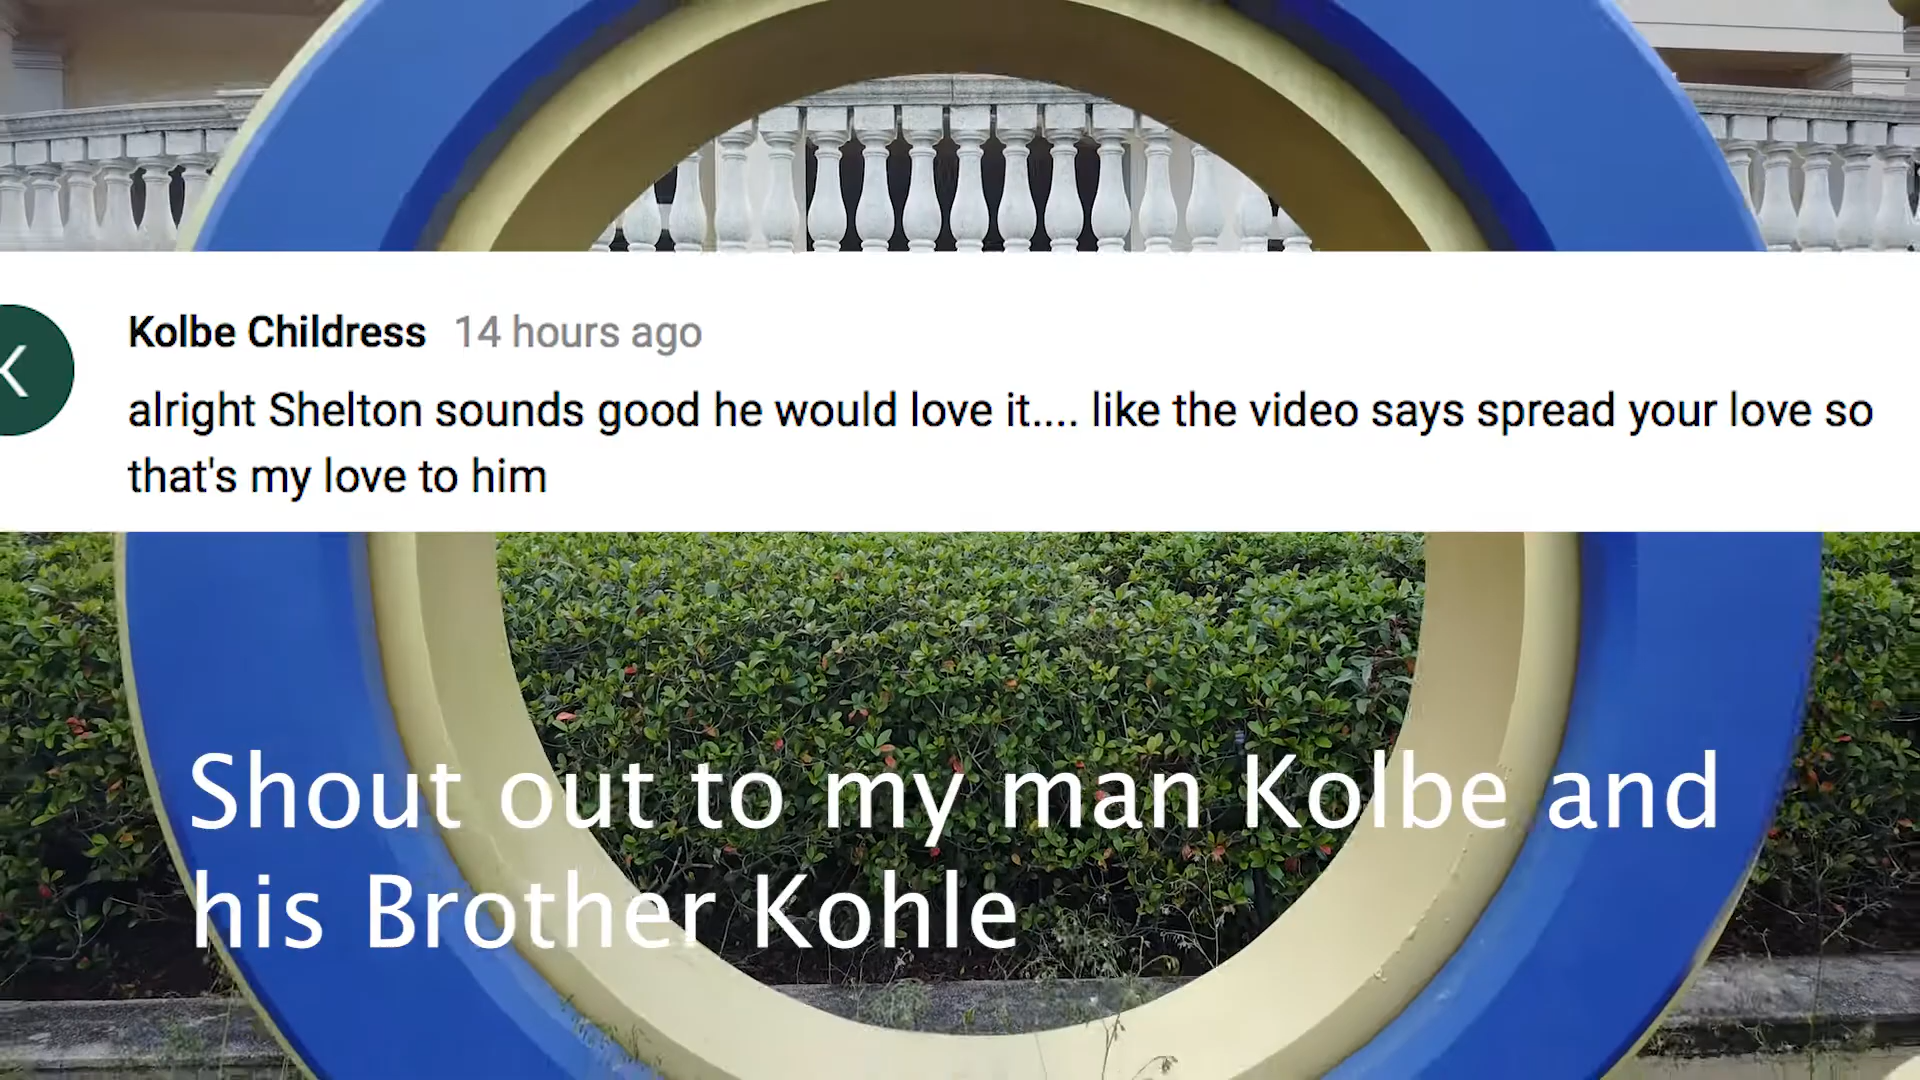 K
Kolbe Childress 14 hours ago
alright Shelton sounds good he would love it.... like the video says spread your love so
that's my love to him
Shout out to my man Kolbe and
his Brother Kohle